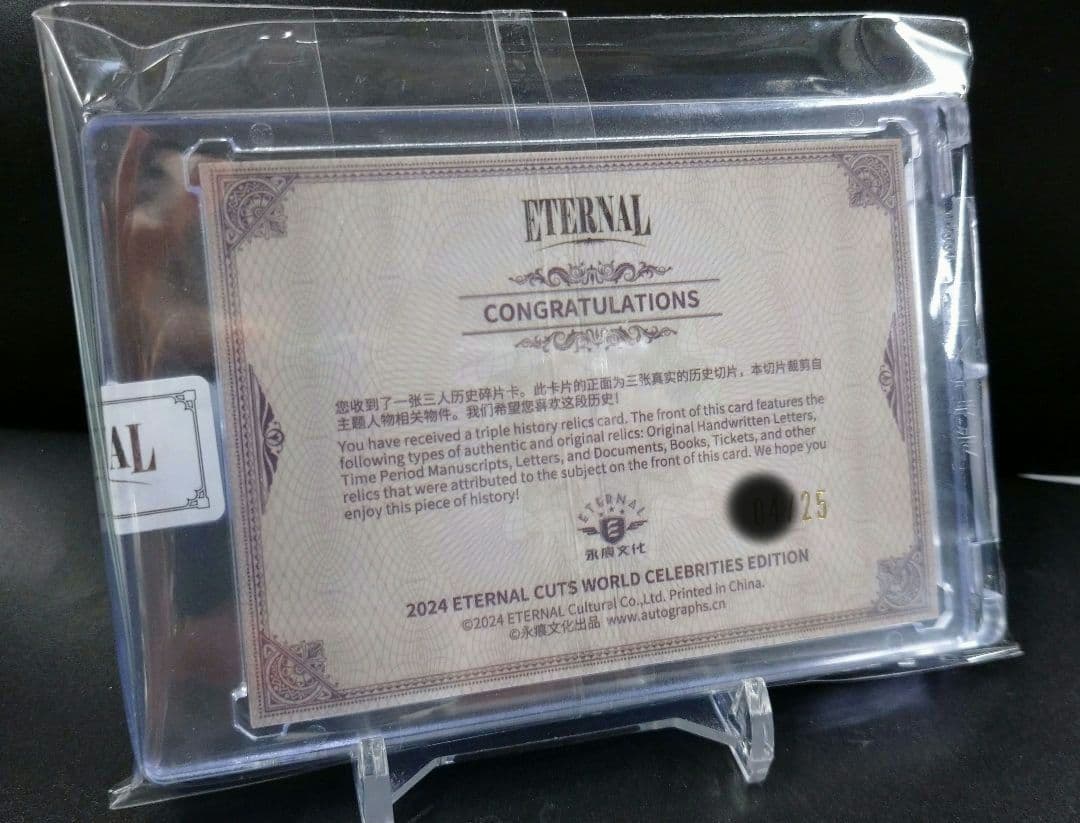 ETERNAL
CONGRATULATIONS
您收到了一张三人历史碎片卡。此卡片的正面为三张真实的历史切片，本切片裁剪自
主题人物相关物件。我们希望您喜欢这段历史！
You have received a triple history relics card. The front of this card features the
following types of authentic and original relics: Original Handwritten Letters,
Time Period Manuscripts, Letters, and Documents, Books, Tickets, and other
relics that were attributed to the subject on the front of this card. We hope you
enjoy this piece of history!
AL
/25
ETERNAL
永痕文化
2024 ETERNAL CUTS WORLD CELEBRITIES EDITION
©2024 ETERNAL Cultural Co.,Ltd. Printed in China.
©永痕文化出品 www.autographs.cn